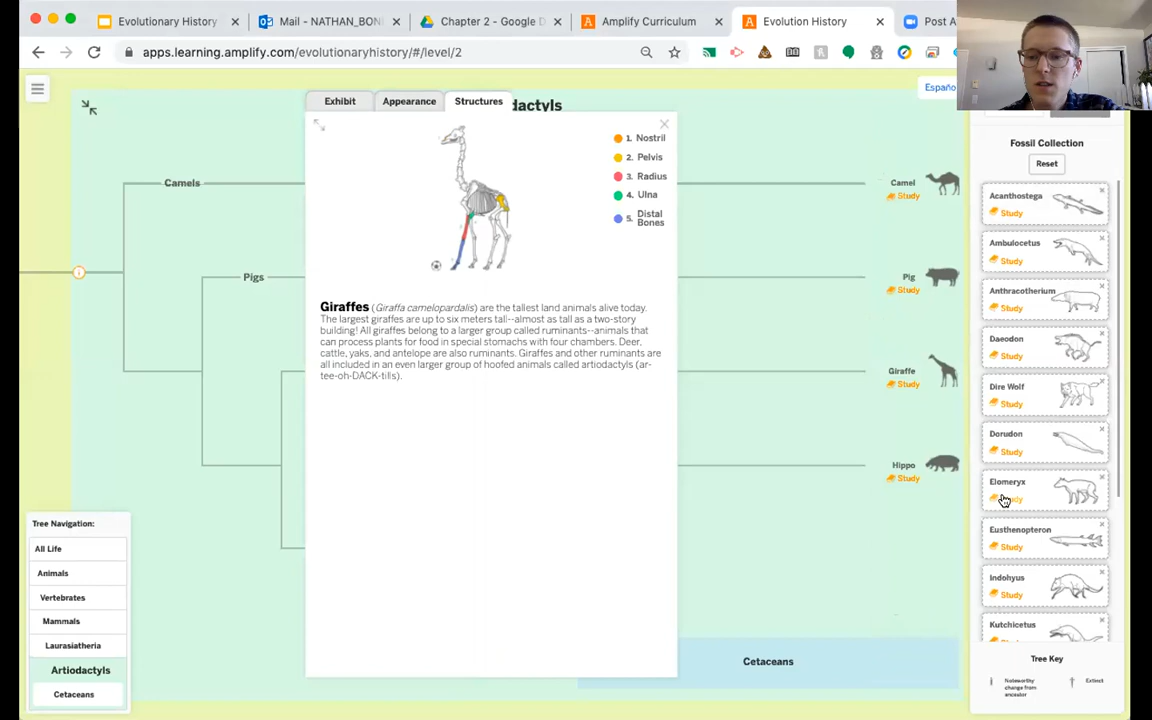 Evolutionary History
Mail - NATHAN_BON
Chapter 2 - Google D
Amplify Curriculum
Evolution History
Post A
apps.learning.amplify.com/evolutionaryhistory/#/level/2
Españo
Exhibit
Appearance
Structures
dactyls
1. Nostril
2. Pelvis
3. Radius
4. Ulna
5. Distal
Bones
Giraffes (Giraffa camelopardalis) are the tallest land animals alive today.
The largest giraffes are up to six meters tall--almost as tall as a two-story
building! All giraffes belong to a larger group called ruminants--animals that
can process plants for food in special stomachs with four chambers. Deer,
cattle, yaks, and antelope are also ruminants. Giraffes and other ruminants are
all included in an even larger group of hoofed animals called artiodactyls (ar-
tee-oh-DACK-tills).
Camels
Pigs
Camel
Study
Pig
Study
Giraffe
Study
Hippo
Study
Cetaceans
Tree Navigation:
All Life
Animals
Vertebrates
Mammals
Laurasiatheria
Artiodactyls
Cetaceans
Fossil Collection
Reset
Acanthostega
Study
Ambulocetus
Study
Anthracotherium
Study
Daeodon
Study
Dire Wolf
Study
Dorudon
Study
Elomeryx
Study
Eusthenopteron
Study
Indohyus
Study
Kutchicetus
Tree Key
Noteworthy
change from
ancestor
Extinct